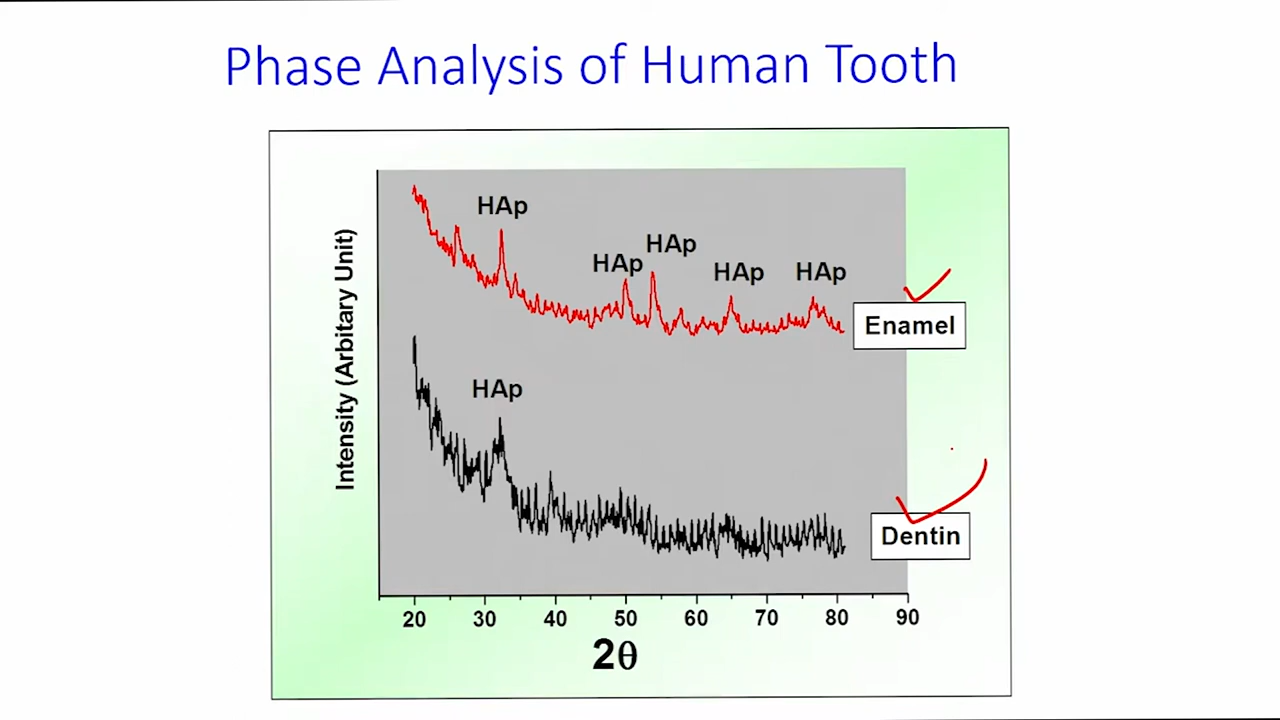 Phase Analysis of Human Tooth
HAp
HAp
HAp
HAp
HAp
Enamel
HAp
Dentin
Intensity (Arbitary Unit)
20 30 40 50 60 70 80 90
2θ